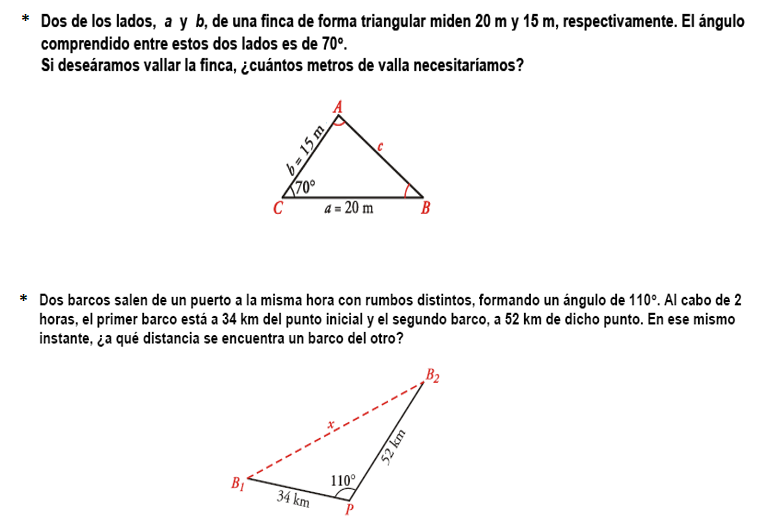 * Dos de los lados, a y b, de una finca de forma triangular miden 20 m y 15 m, respectivamente. El ángulo
comprendido entre estos dos lados es de 70º.
Si deseáramos vallar la finca, ¿cuántos metros de valla necesitaríamos?
A
b = 15 m
c
70º
C
a = 20 m
B
* Dos barcos salen de un puerto a la misma hora con rumbos distintos, formando un ángulo de 110º. Al cabo de 2
horas, el primer barco está a 34 km del punto inicial y el segundo barco, a 52 km de dicho punto. En ese mismo
instante, ¿a qué distancia se encuentra un barco del otro?
B2
x
52 km
B1
110º
34 km
P